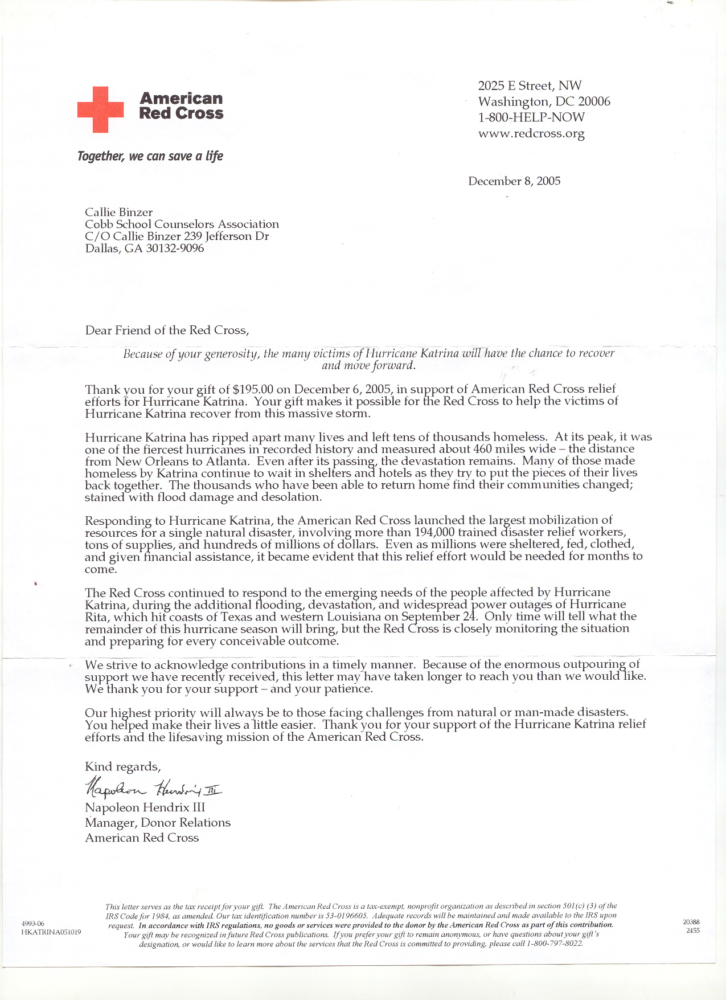 American
Red Cross
Together, we can save a life
2025 E Street, NW
Washington, DC 20006
1-800-HELP-NOW
www.redcross.org
December 8, 2005
Callie Binzer
Cobb School Counselors Association
C/O Callie Binzer 239 Jefferson Dr
Dallas, GA 30132-9096
Dear Friend of the Red Cross,
Because of your generosity, the many victims of Hurricane Katrina will have the chance to recover
and move forward.
Thank you for your gift of $195.00 on December 6, 2005, in support of American Red Cross relief
efforts for Hurricane Katrina.  Your gift makes it possible for the Red Cross to help the victims of
Hurricane Katrina recover from this massive storm.
Hurricane Katrina has ripped apart many lives and left tens of thousands homeless.  At its peak, it was
one of the fiercest hurricanes in recorded history and measured about 460 miles wide – the distance
from New Orleans to Atlanta.  Even after its passing, the devastation remains.  Many of those made
homeless by Katrina continue to wait in shelters and hotels as they try to put the pieces of their lives
back together.  The thousands who have been able to return home find their communities changed;
stained with flood damage and desolation.
Responding to Hurricane Katrina, the American Red Cross launched the largest mobilization of
resources for a single natural disaster, involving more than 194,000 trained disaster relief workers,
tons of supplies, and hundreds of millions of dollars.  Even as millions were sheltered, fed, clothed,
and given financial assistance, it became evident that this relief effort would be needed for months to
come.
The Red Cross continued to respond to the emerging needs of the people affected by Hurricane
Katrina, during the additional flooding, devastation, and widespread power outages of Hurricane
Rita, which hit coasts of Texas and western Louisiana on September 24.  Only time will tell what the
remainder of this hurricane season will bring, but the Red Cross is closely monitoring the situation
and preparing for every conceivable outcome.
We strive to acknowledge contributions in a timely manner.  Because of the enormous outpouring of
support we have recently received, this letter may have taken longer to reach you than we would like.
We thank you for your support – and your patience.
Our highest priority will always be to those facing challenges from natural or man-made disasters.
You helped make their lives a little easier.  Thank you for your support of the Hurricane Katrina relief
efforts and the lifesaving mission of the American Red Cross.
Kind regards,
Napoleon Hendrix III
Napoleon Hendrix III
Manager, Donor Relations
American Red Cross
This letter serves as the tax receipt for your gift.  The American Red Cross is a tax-exempt, nonprofit organization as described in section 501(c) (3) of the
IRS Code for 1984, as amended. Our tax identification number is 53-0196605.  Adequate records will be maintained and made available to the IRS upon
request.  In accordance with IRS regulations, no goods or services were provided to the donor by the American Red Cross as part of this contribution.
Your gift may be recognized in future Red Cross publications.  If you prefer your gift to remain anonymous, or have questions about your gift's
designation, or would like to learn more about the services that the Red Cross is committed to providing, please call 1-800-797-8022.
4993-06
HKATRINA051019
20388
2455